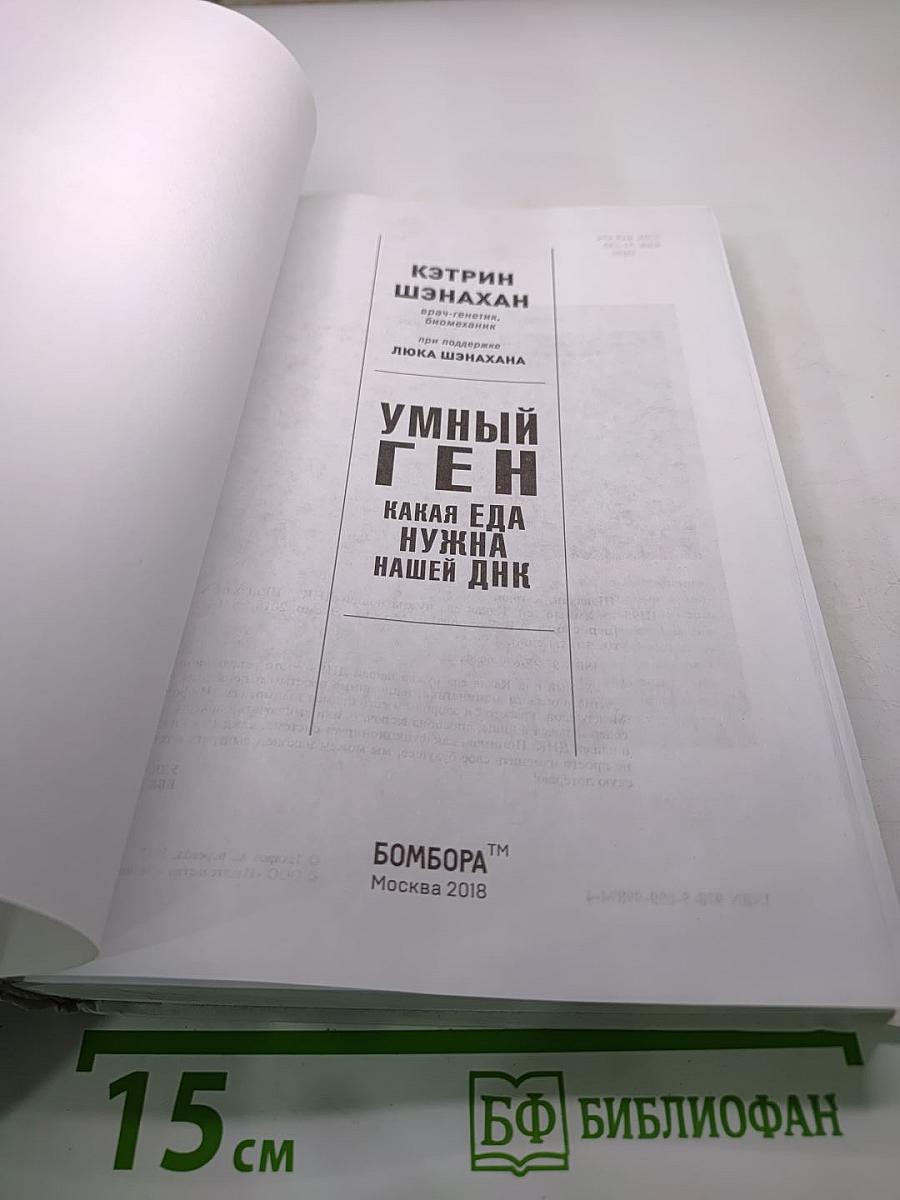 КЭТРИН
ШЭНАХАН
врач-генетик,
биомеханик
при поддержке
ЛЮКА ШЭНАХАНА
УМНЫЙ
ГЕН
КАКАЯ ЕДА
НУЖНА
НАШЕЙ ДНК
БОМБОРА™
Москва 2018
15 см
БФ БИБЛИОФАН